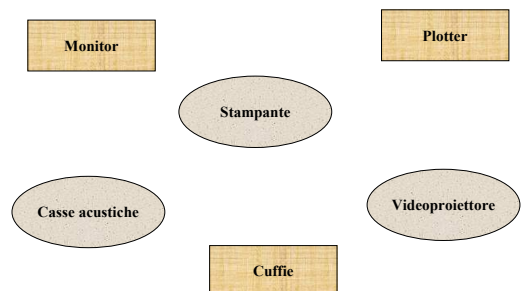 Monitor
Plotter
Stampante
Casse acustiche
Videoproiettore
Cuffie